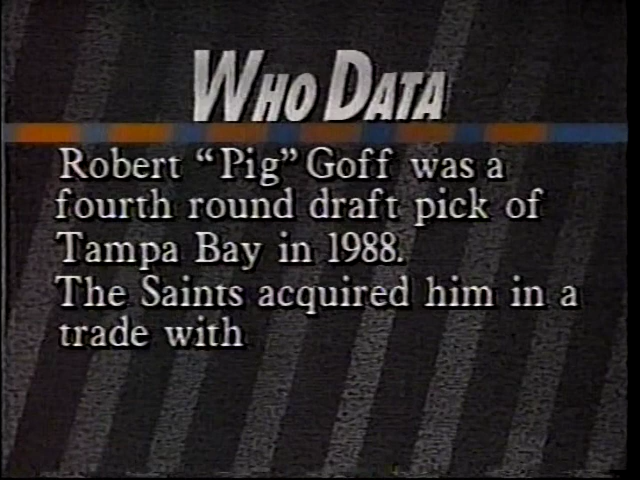 WHO DATA
Robert “Pig” Goff was a
fourth round draft pick of
Tampa Bay in 1988.
The Saints acquired him in a
trade with